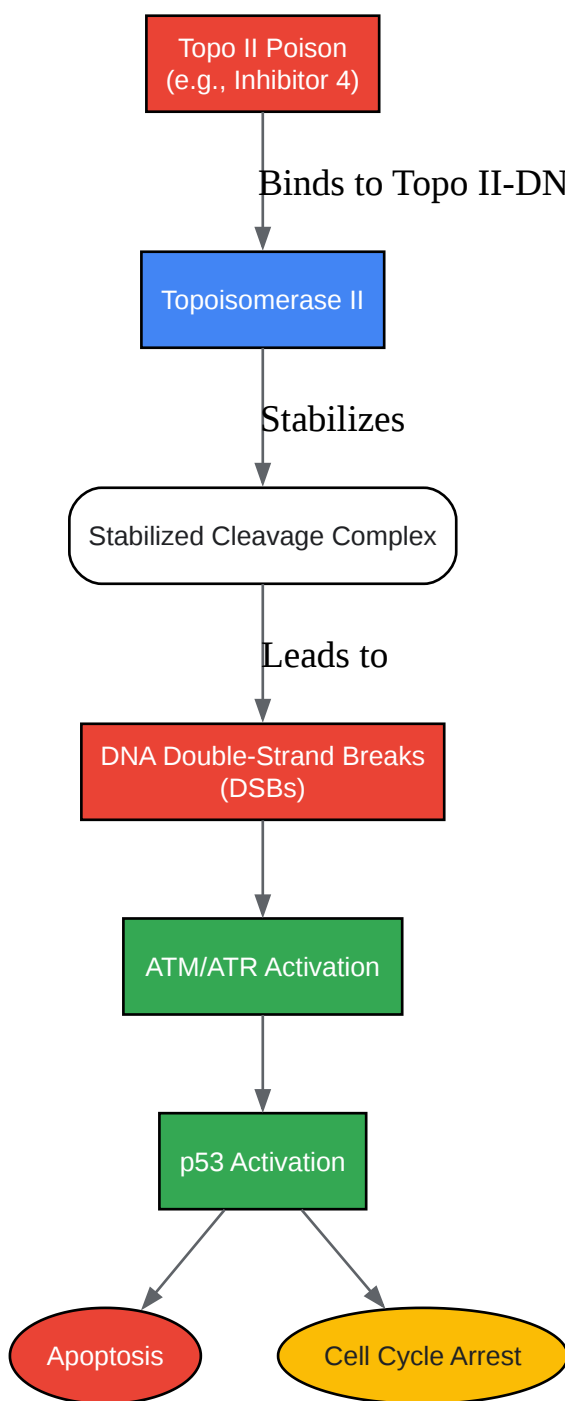 Topo II Poison
(e.g., Inhibitor 4)
Binds to Topo II-DN
Topoisomerase II
Stabilizes
Stabilized Cleavage Complex
Leads to
DNA Double-Strand Breaks
(DSBs)
ATM/ATR Activation
p53 Activation
Apoptosis
Cell Cycle Arrest